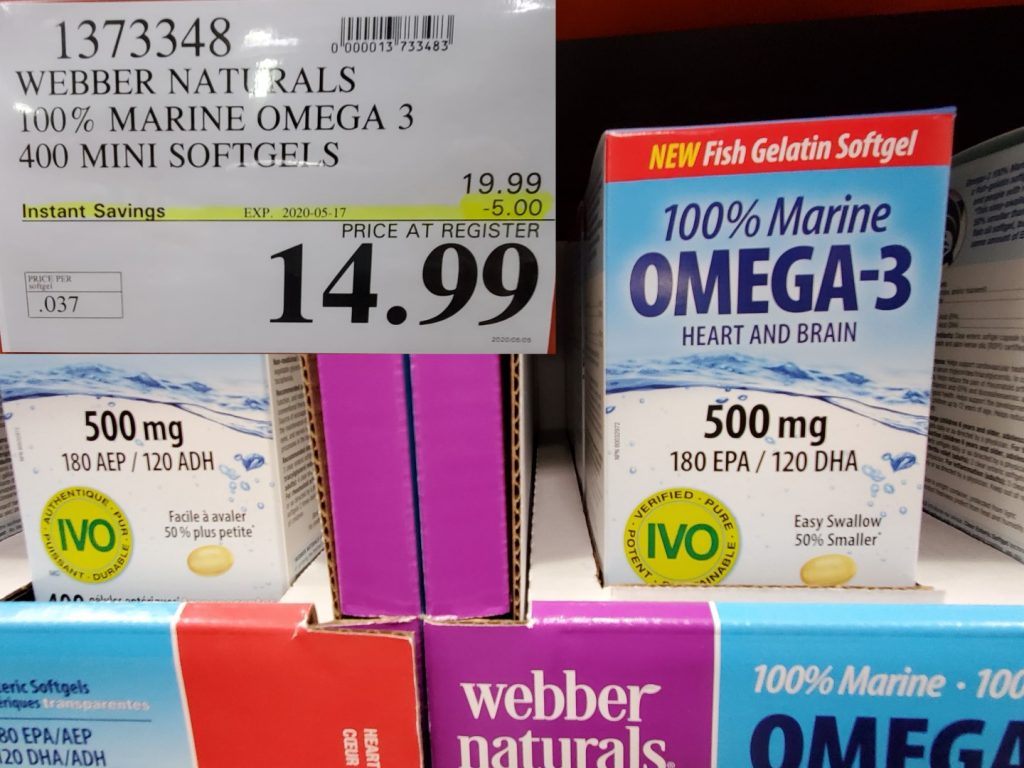 1373348
0 000013 733483
WEBBER NATURALS
100% MARINE OMEGA 3
400 MINI SOFTGELS
19.99
Instant Savings EXP. 2020-05-17 -5.00
PRICE AT REGISTER
14.99
PRICE PER
softgel
.037
NEW Fish Gelatin Softgel
100% Marine
OMEGA-3
HEART AND BRAIN
500 mg
180 EPA / 120 DHA
VERIFIED · PURE
POTENT
IVO
Easy Swallow
50% Smaller*
500 mg
180 AEP / 120 ADH
AUTHENTIQUE · PUR
PUISSANT · DURABLE
IVO
Facile à avaler
50 % plus petite*
eric Softgels
ériques transparentes
80 EPA/AEP
120 DHA/ADH
HEART
CŒUR
webber
naturals.
100% Marine · 100
OMEGA